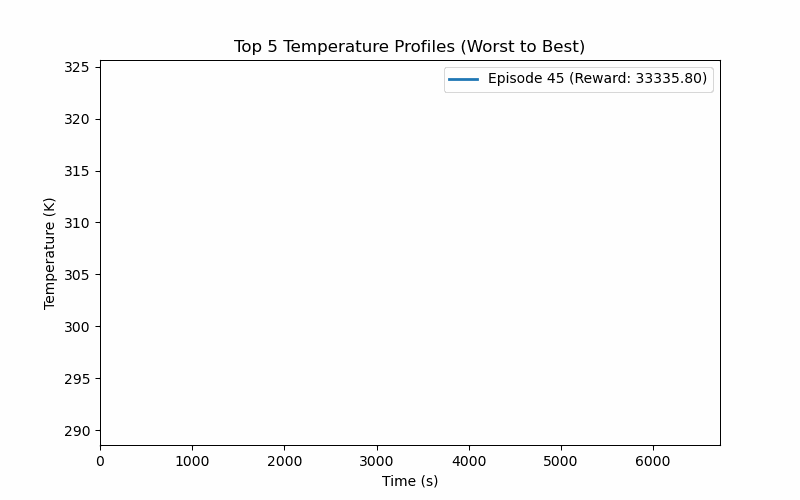 Top 5 Temperature Profiles (Worst to Best)
Episode 45 (Reward: 33335.80)
Temperature (K)
325
320
315
310
305
300
295
290
0 1000 2000 3000 4000 5000 6000
Time (s)